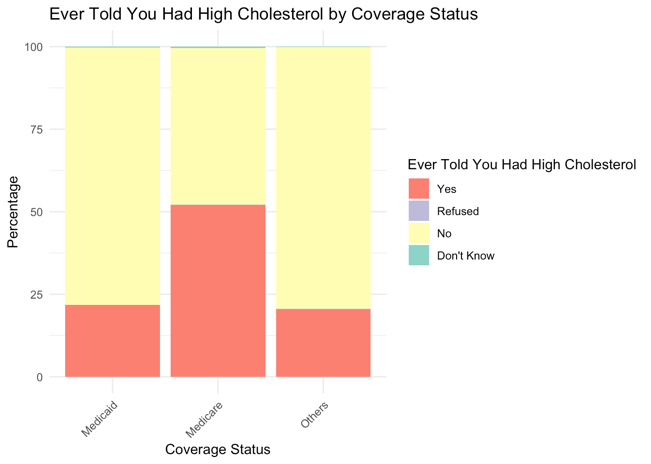 Ever Told You Had High Cholesterol by Coverage Status
100
75
50
25
0
Percentage
Medicaid
Medicare
Others
Coverage Status
Ever Told You Had High Cholesterol
Yes
Refused
No
Don't Know